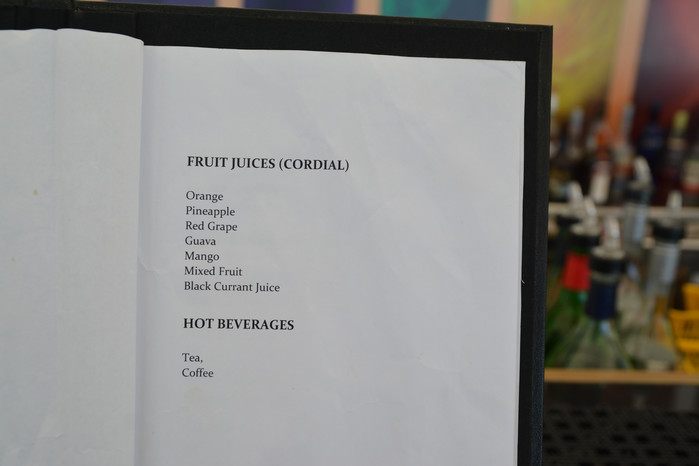 FRUIT JUICES (CORDIAL)
Orange
Pineapple
Red Grape
Guava
Mango
Mixed Fruit
Black Currant Juice
HOT BEVERAGES
Tea,
Coffee